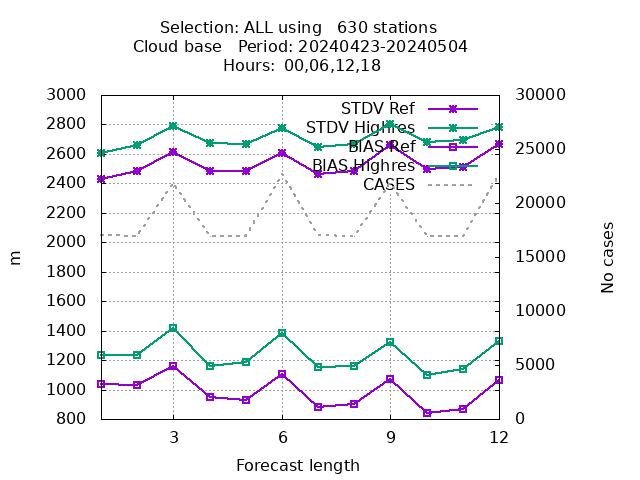 Selection: ALL using   630 stations
Cloud base   Period: 20240423-20240504
Hours: 00,06,12,18
3000
2800
2600
2400
2200
2000
1800
1600
1400
1200
1000
800
m
STDV Ref
STDV Highres
BIAS Ref
BIAS Highres
CASES
30000
25000
20000
15000
10000
5000
0
No cases
3 6 9 12
Forecast length